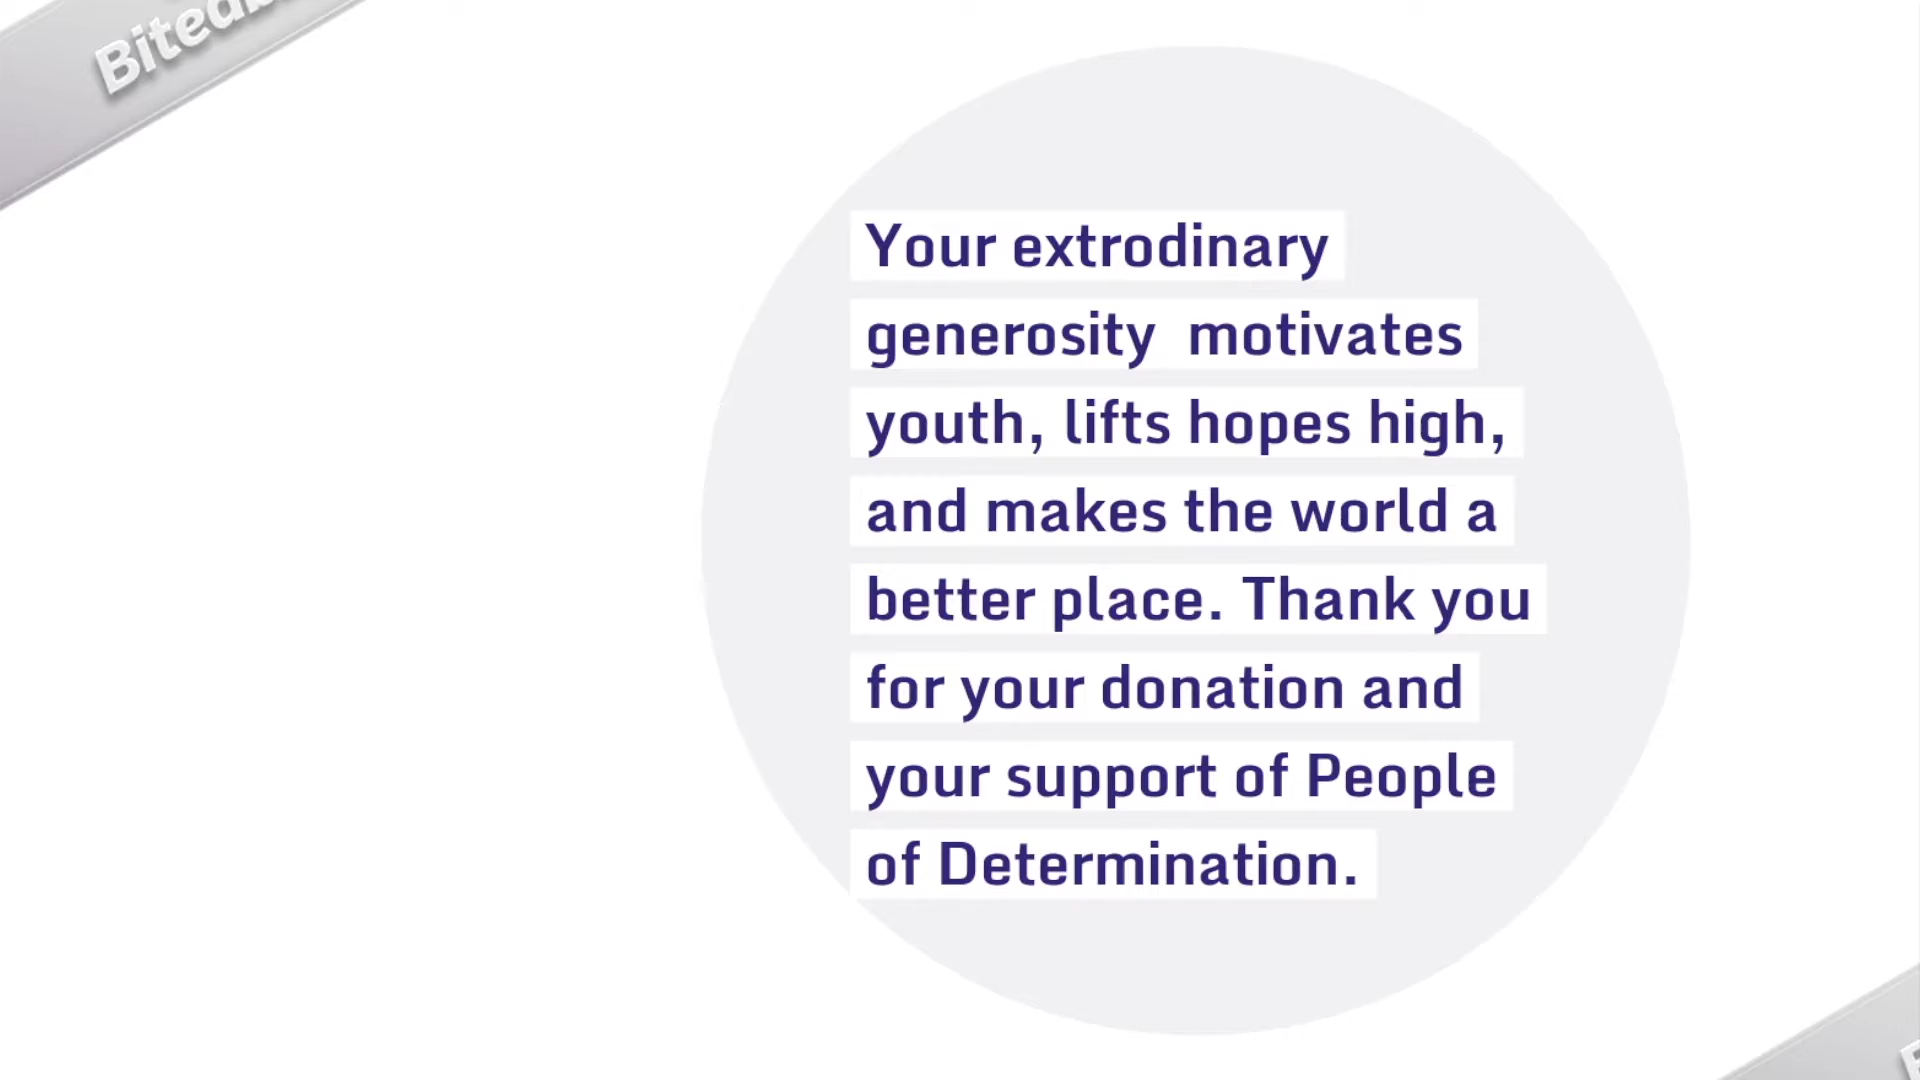 Your extrodinary
generosity  motivates
youth, lifts hopes high,
and makes the world a
better place. Thank you
for your donation and
your support of People
of Determination.